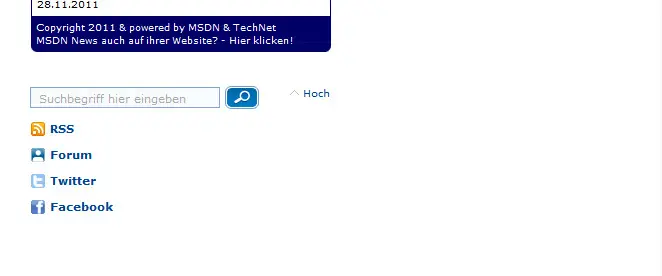 28.11.2011
Copyright 2011 & powered by MSDN & TechNet
MSDN News auch auf ihrer Website? - Hier klicken!
Suchbegriff hier eingeben
Hoch
RSS
Forum
Twitter
Facebook